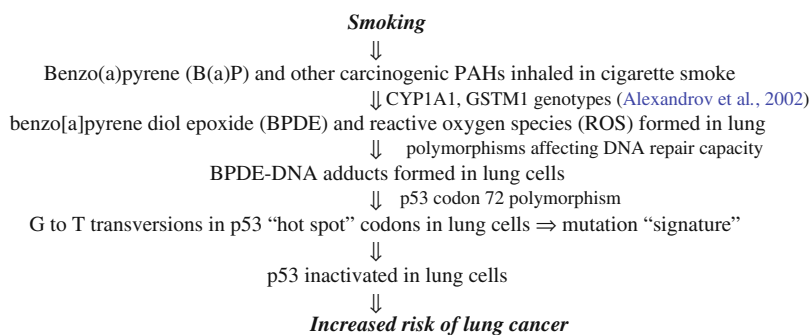 Smoking
⇓
Benzo(a)pyrene (B(a)P) and other carcinogenic PAHs inhaled in cigarette smoke
⇓ CYP1A1, GSTM1 genotypes (Alexandrov et al., 2002)
benzo[a]pyrene diol epoxide (BPDE) and reactive oxygen species (ROS) formed in lung
⇓ polymorphisms affecting DNA repair capacity
BPDE-DNA adducts formed in lung cells
⇓ p53 codon 72 polymorphism
G to T transversions in p53 “hot spot” codons in lung cells ⇒ mutation “signature”
⇓
p53 inactivated in lung cells
⇓
Increased risk of lung cancer